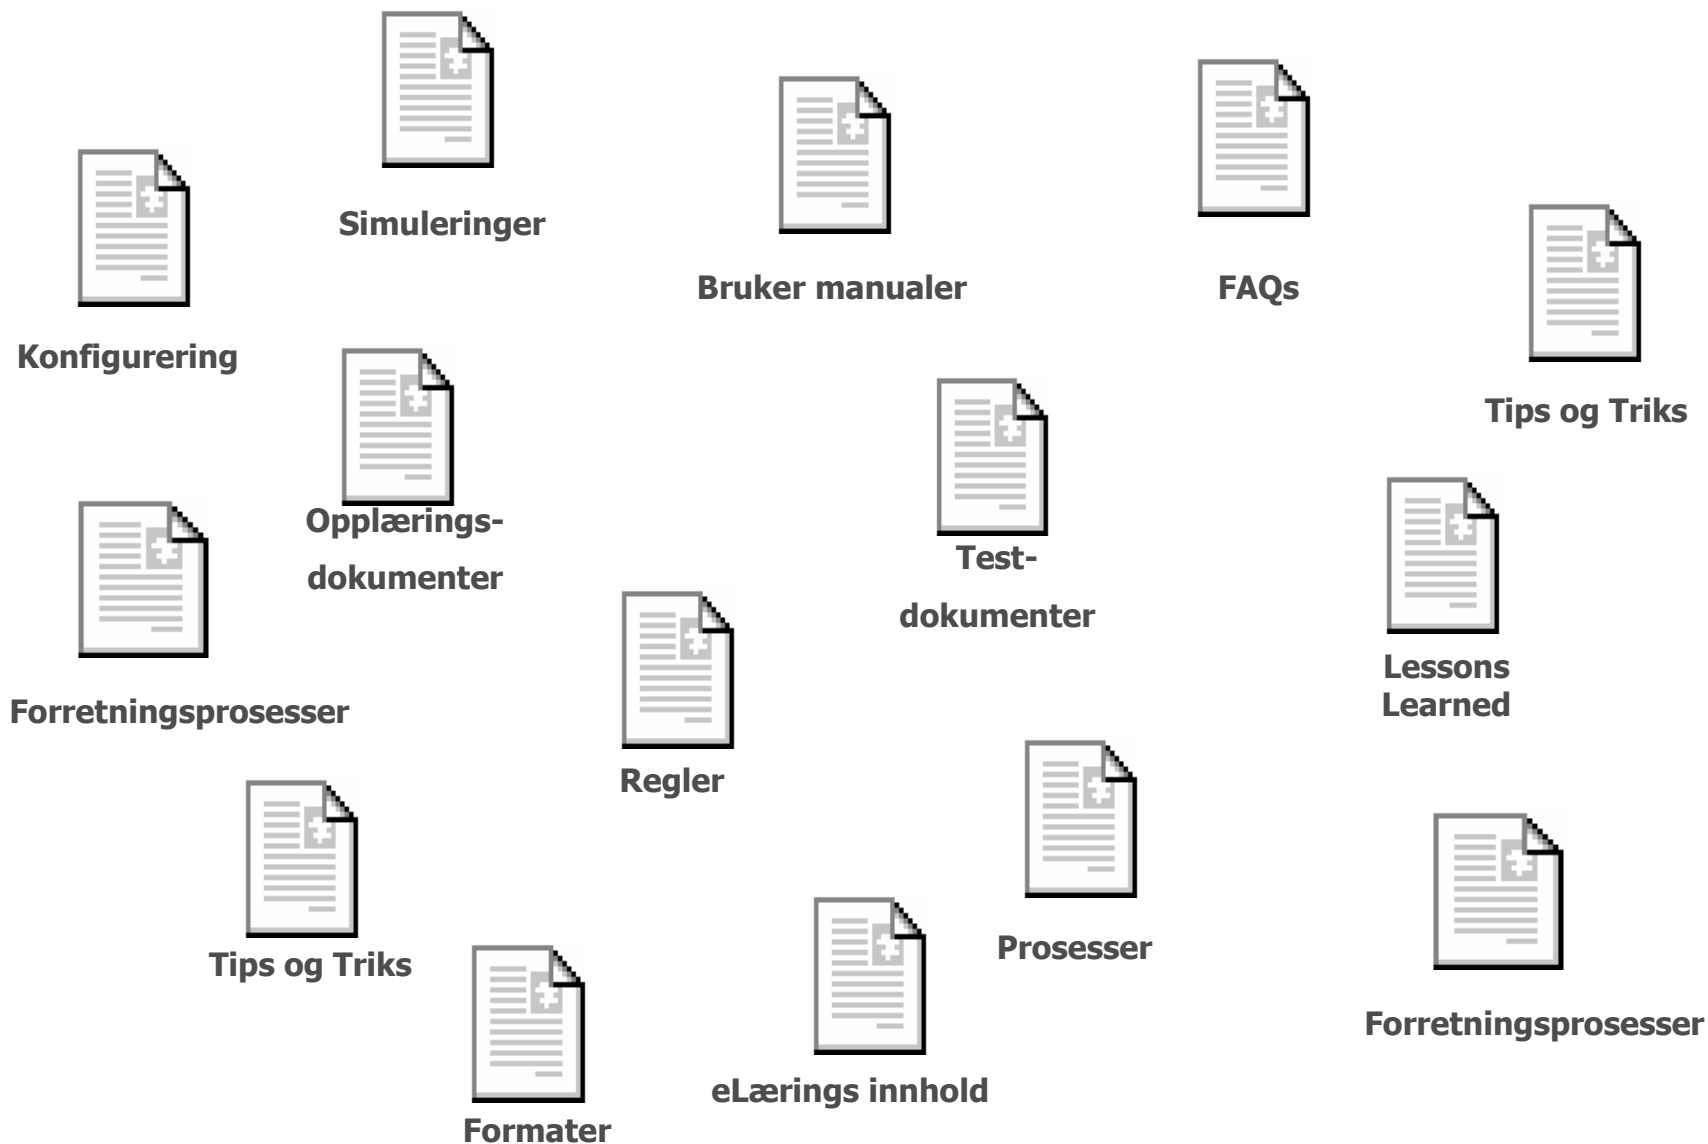 Simuleringer
Bruker manualer
FAQs
Konfigurering
Tips og Triks
Opplærings-
dokumenter
Test-
dokumenter
Lessons
Learned
Forretningsprosesser
Regler
Prosesser
Tips og Triks
Forretningsprosesser
eLærings innhold
Formater